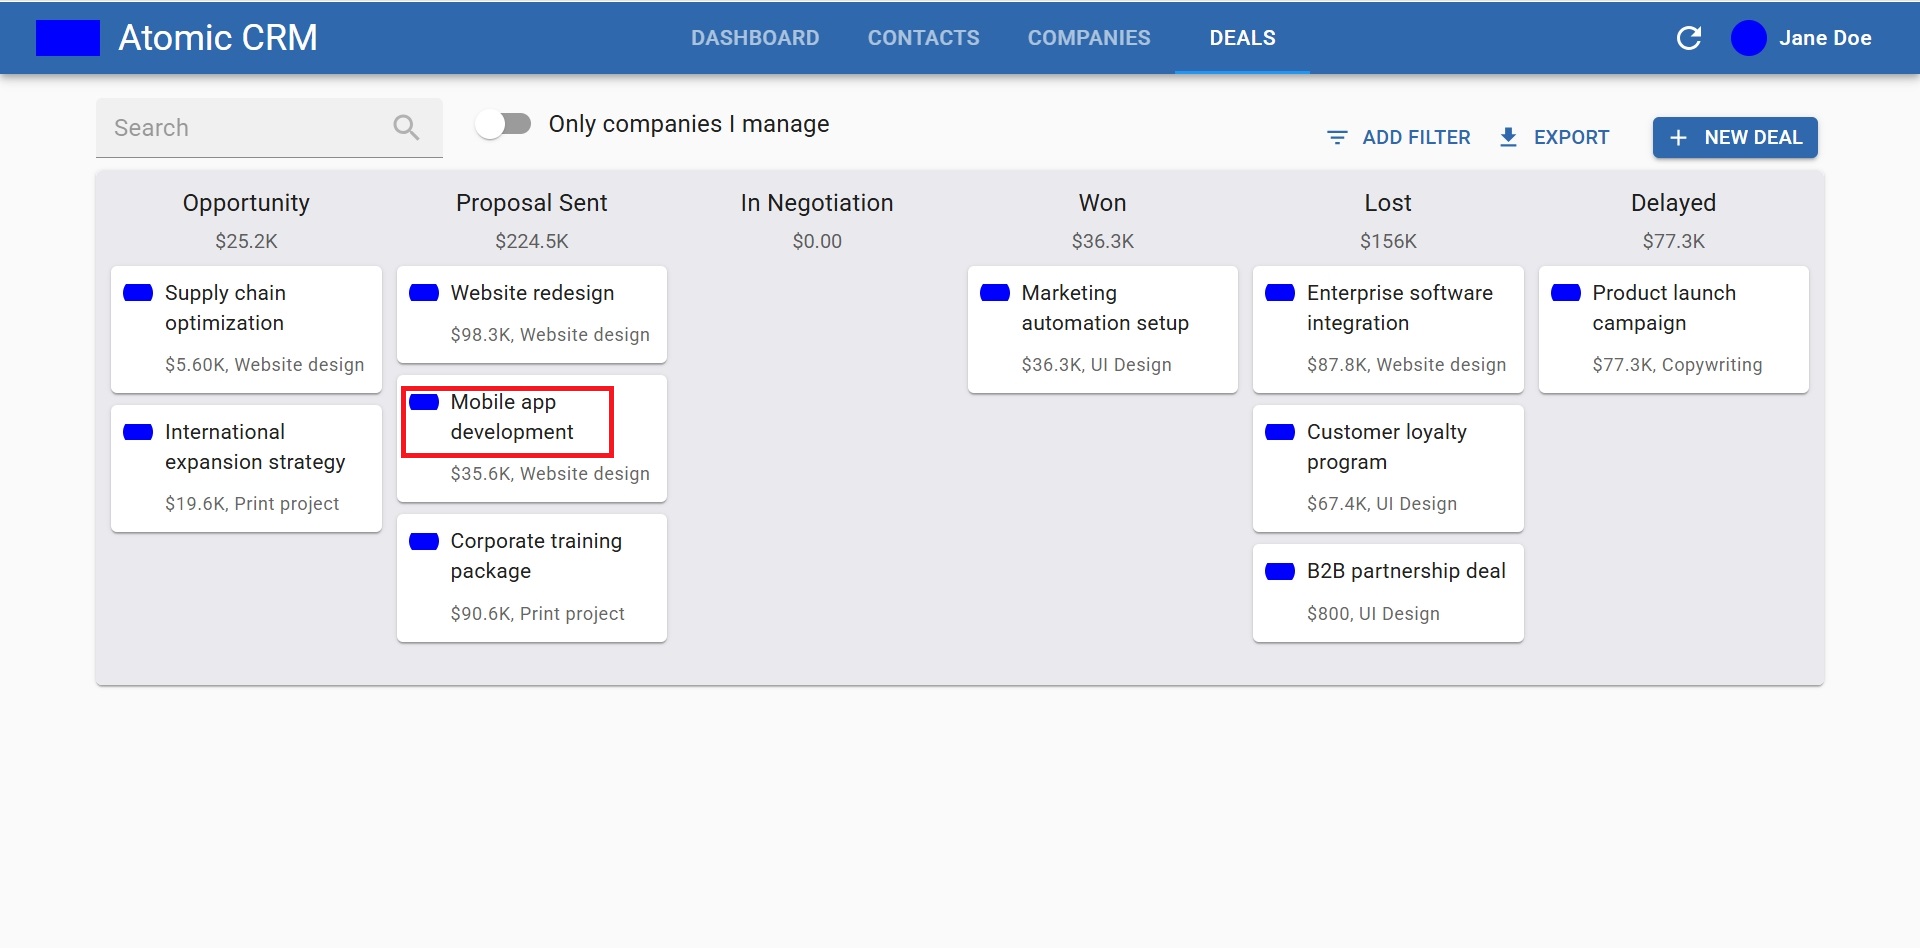 Atomic CRM
DASHBOARD CONTACTS COMPANIES DEALS
Jane Doe
Search
Only companies I manage
ADD FILTER EXPORT + NEW DEAL
Opportunity
$25.2K
Supply chain
optimization
$5.60K, Website design
International
expansion strategy
$19.6K, Print project
Proposal Sent
$224.5K
Website redesign
$98.3K, Website design
Mobile app
development
$35.6K, Website design
Corporate training
package
$90.6K, Print project
In Negotiation
$0.00
Won
$36.3K
Marketing
automation setup
$36.3K, UI Design
Lost
$156K
Enterprise software
integration
$87.8K, Website design
Customer loyalty
program
$67.4K, UI Design
B2B partnership deal
$800, UI Design
Delayed
$77.3K
Product launch
campaign
$77.3K, Copywriting